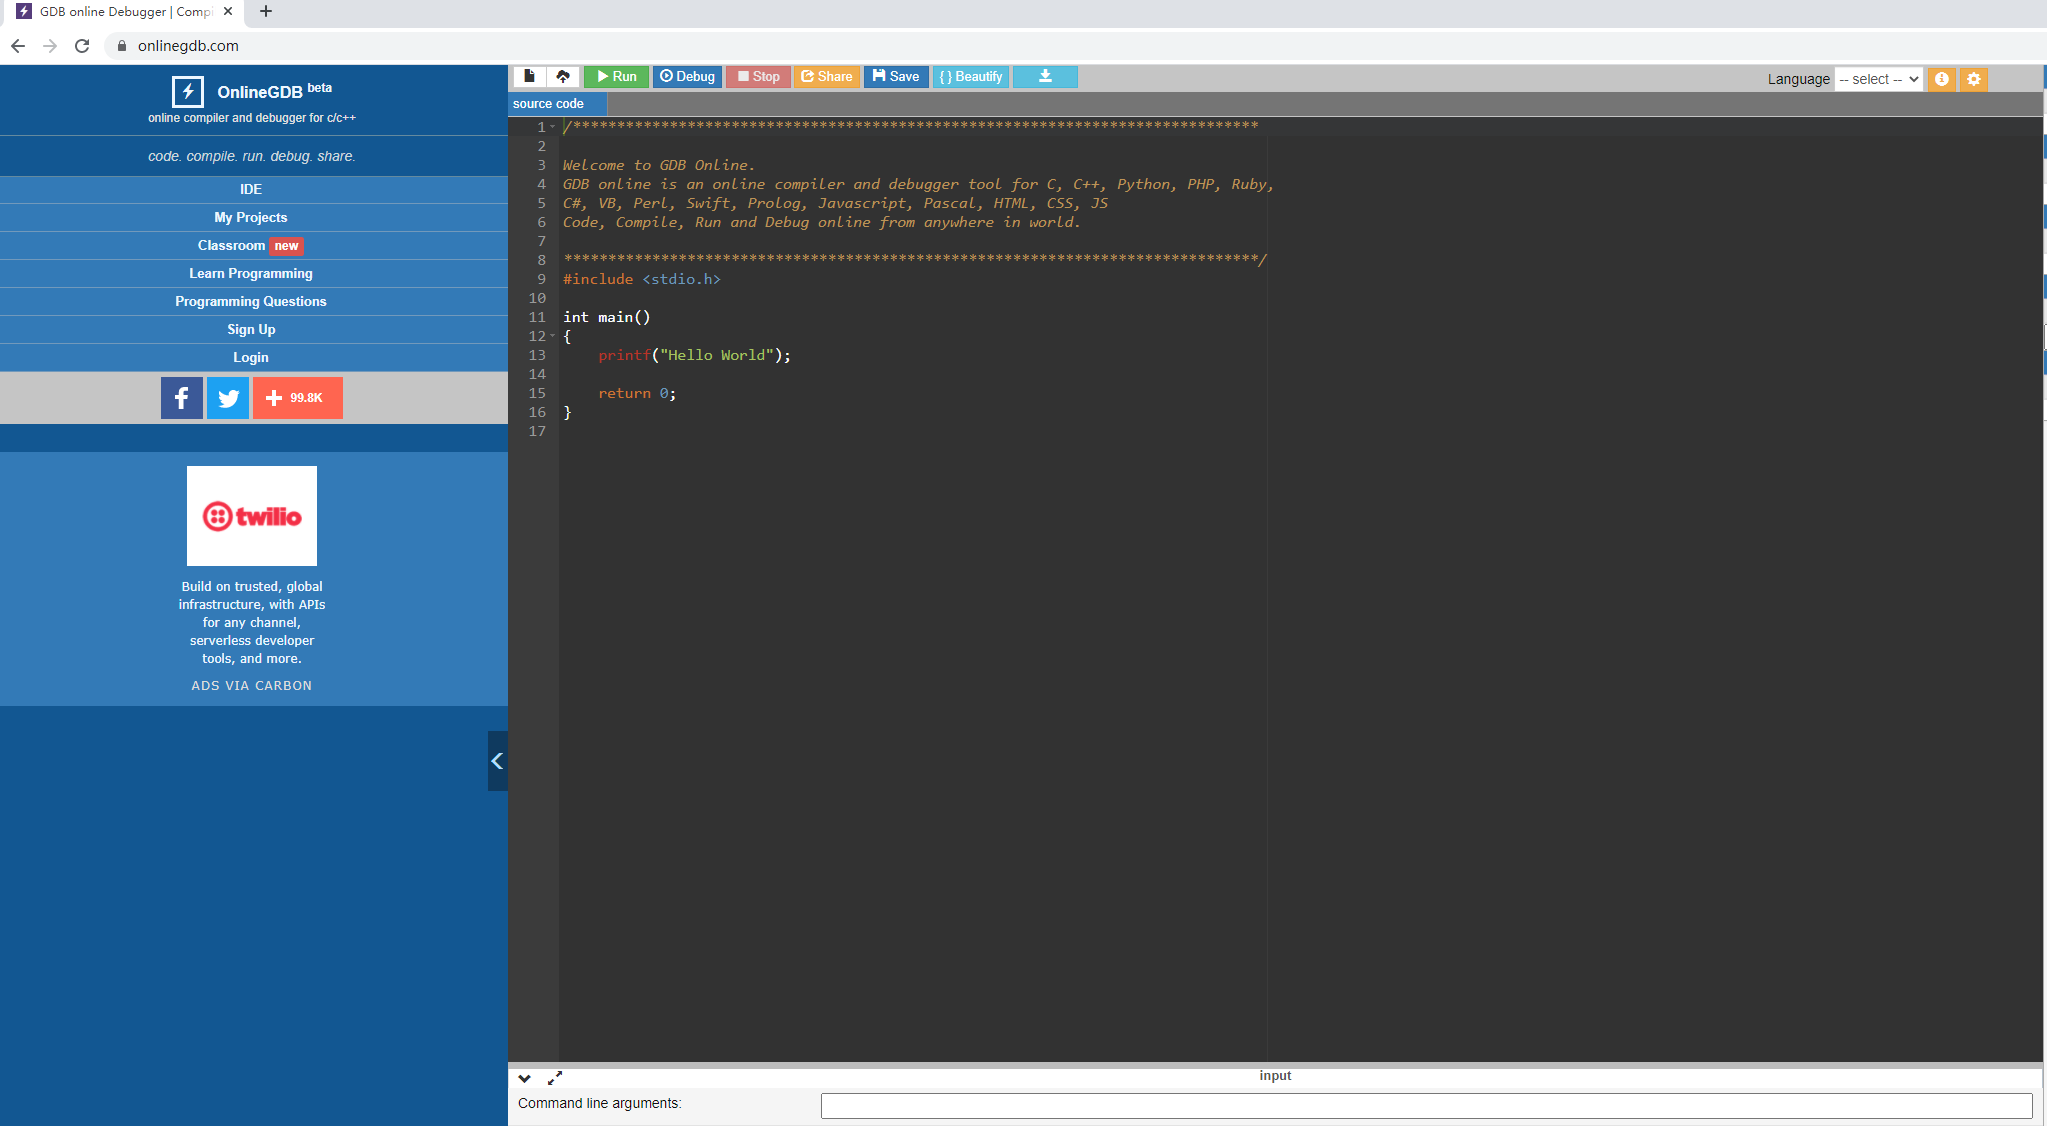 GDB online Debugger | Comp
onlinegdb.com
OnlineGDB beta
online compiler and debugger for c/c++
code. compile. run. debug. share.
IDE
My Projects
Classroom new
Learn Programming
Programming Questions
Sign Up
Login
99.8K
twilio
Build on trusted, global
infrastructure, with APIs
for any channel,
serverless developer
tools, and more.
ADS VIA CARBON
Run Debug Stop Share Save { } Beautify
Language -- select --
source code
1 /******************************************************************************
2
3 Welcome to GDB Online.
4 GDB online is an online compiler and debugger tool for C, C++, Python, PHP, Ruby,
5 C#, VB, Perl, Swift, Prolog, Javascript, Pascal, HTML, CSS, JS
6 Code, Compile, Run and Debug online from anywhere in world.
7
8 *******************************************************************************/
9 #include <stdio.h>
10
11 int main()
12 {
13     printf("Hello World");
14
15     return 0;
16 }
17
input
Command line arguments: